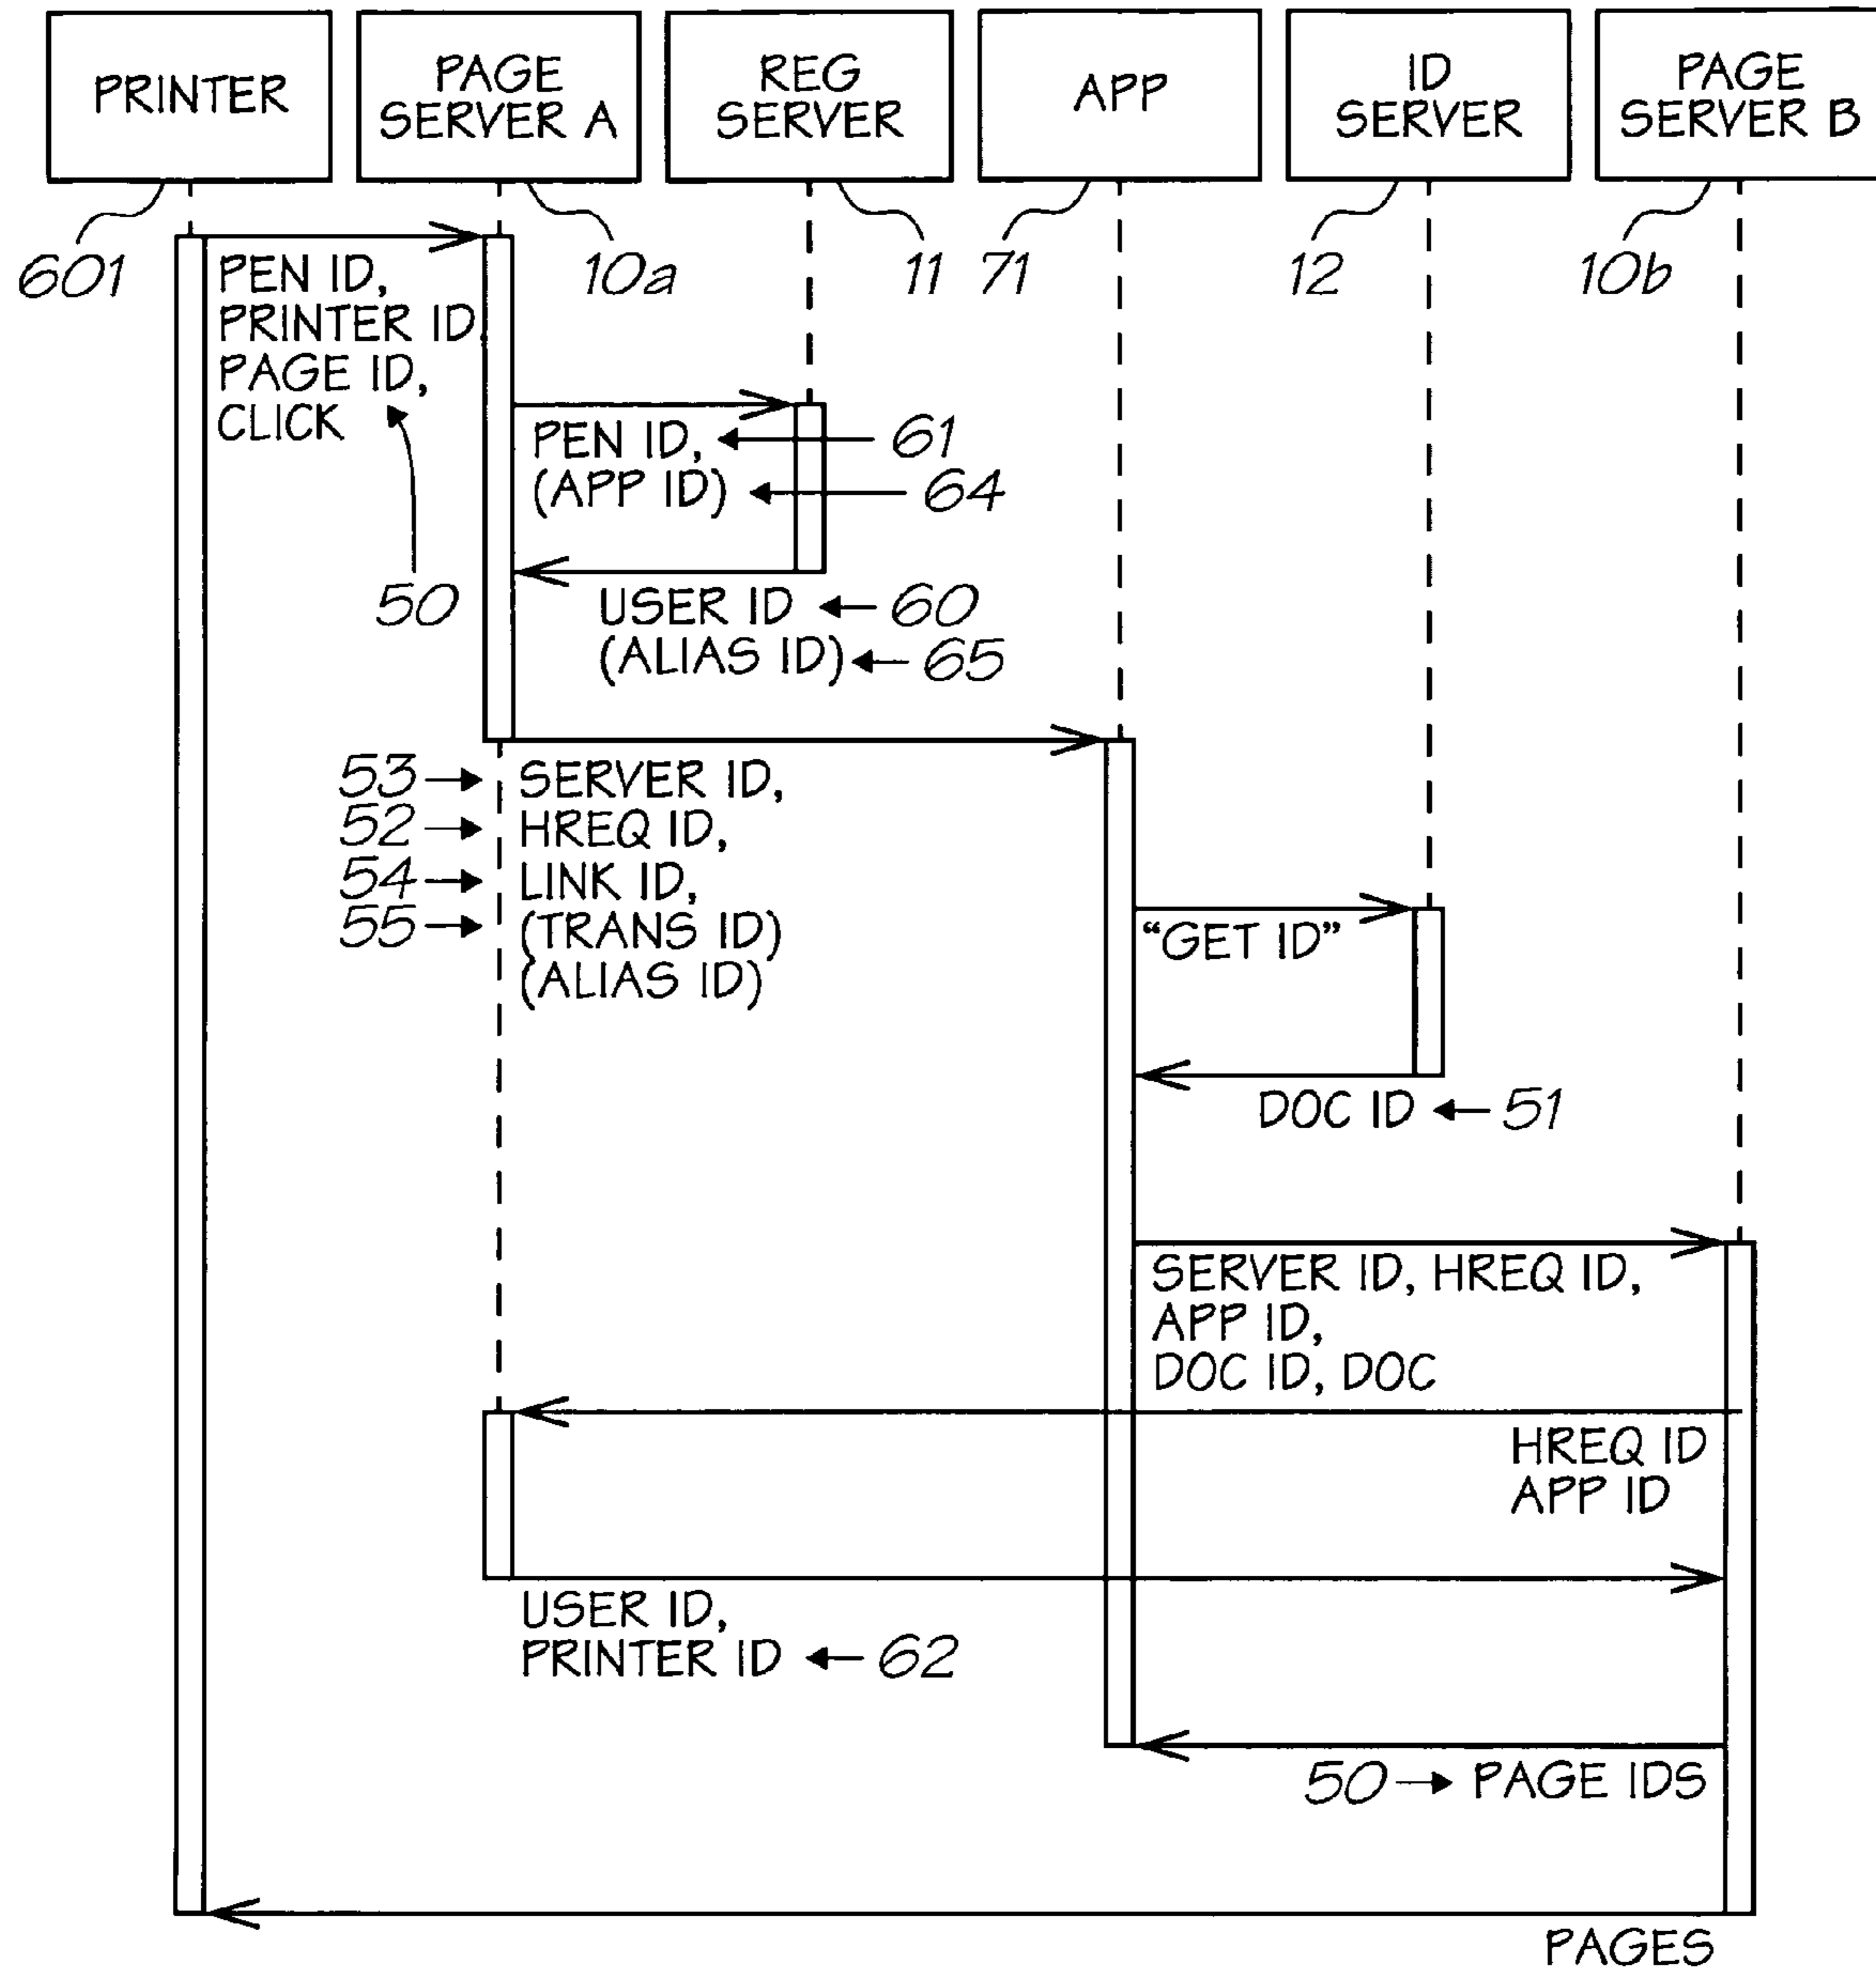 PRINTER
PAGE
SERVER A
REG
SERVER
APP
ID
SERVER
PAGE
SERVER B
601
10a
11
71
12
10b
PEN ID,
PRINTER ID
PAGE ID,
CLICK
50
PEN ID,
61
(APP ID)
64
USER ID
60
(ALIAS ID)
65
53
SERVER ID,
52
HREQ ID,
54
LINK ID,
55
(TRANS ID)
(ALIAS ID)
“GET ID”
DOC ID
51
SERVER ID, HREQ ID,
APP ID,
DOC ID, DOC
HREQ ID
APP ID
USER ID,
PRINTER ID
62
50
PAGE IDS
PAGES